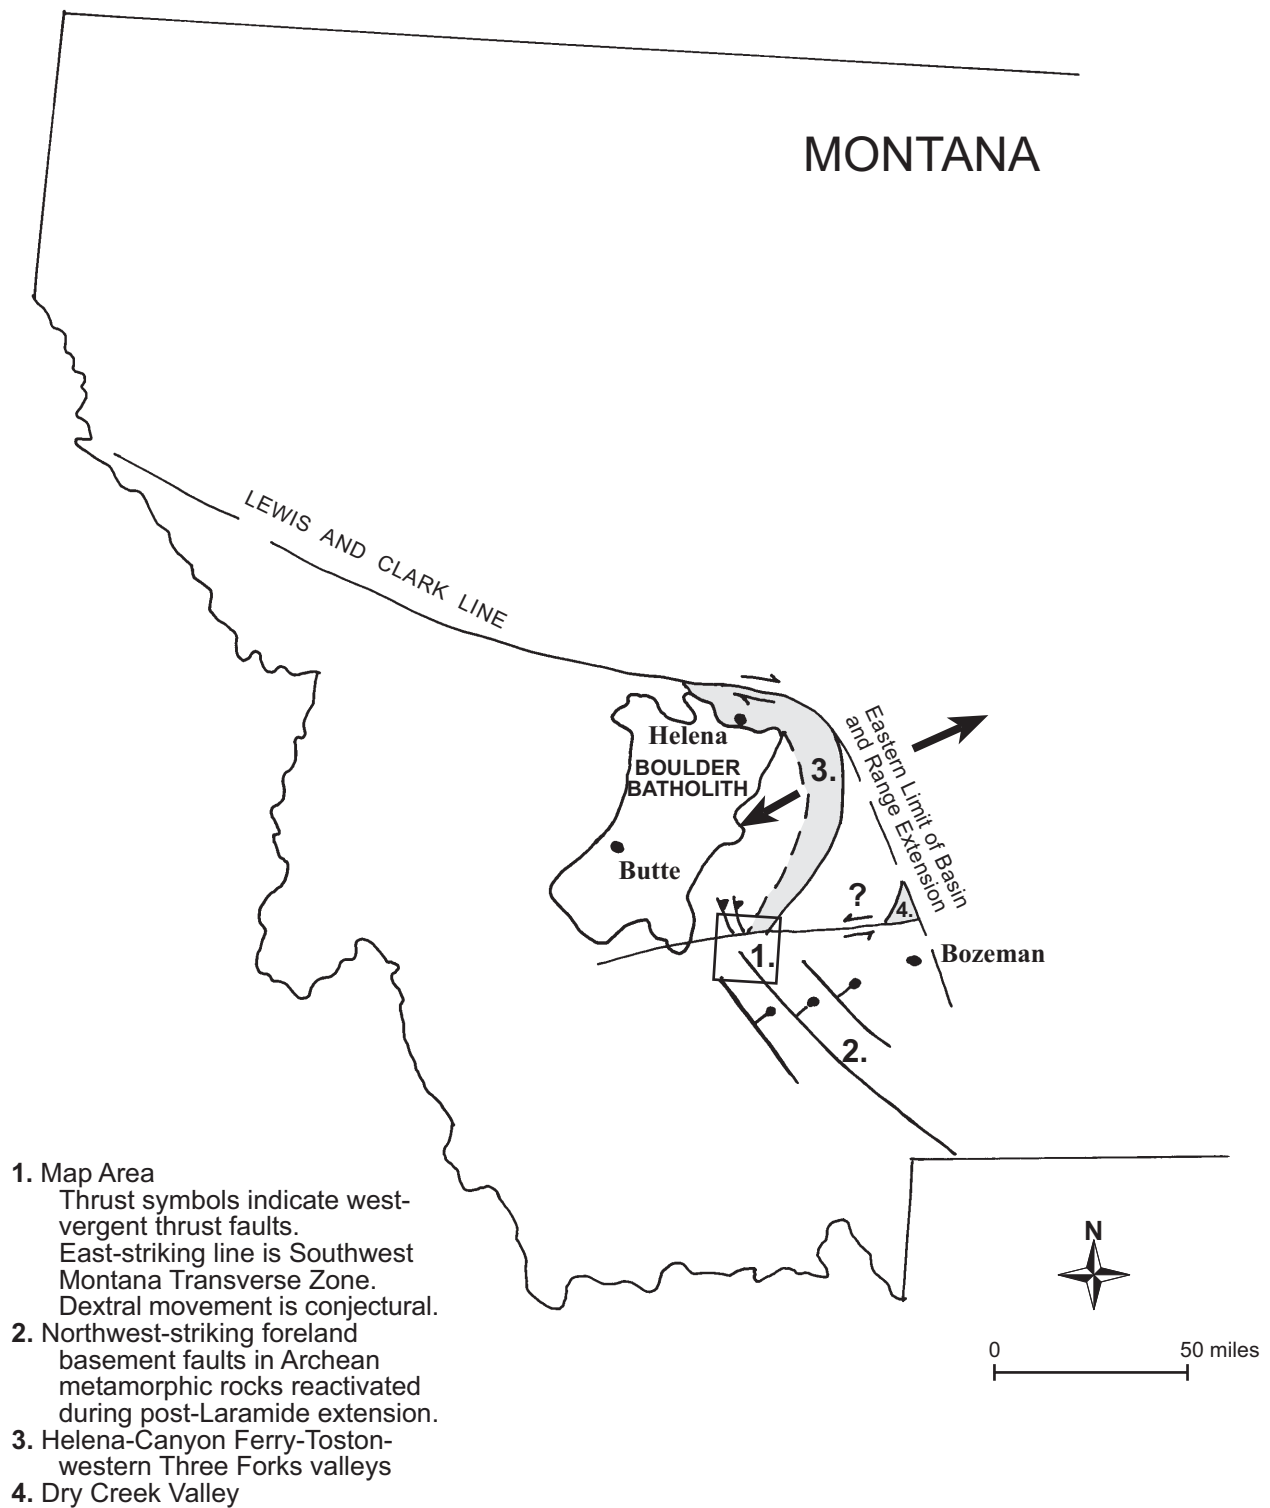 MONTANA
LEWIS AND CLARK LINE
Helena
BOULDER
BATHOLITH
3.
Eastern Limit of Basin
and Range Extension
Butte
?
4.
1.
Bozeman
2.
1. Map Area
Thrust symbols indicate west-
vergent thrust faults.
East-striking line is Southwest
Montana Transverse Zone.
Dextral movement is conjectural.
2. Northwest-striking foreland
basement faults in Archean
metamorphic rocks reactivated
during post-Laramide extension.
3. Helena-Canyon Ferry-Toston-
western Three Forks valleys
4. Dry Creek Valley
N
0 50 miles